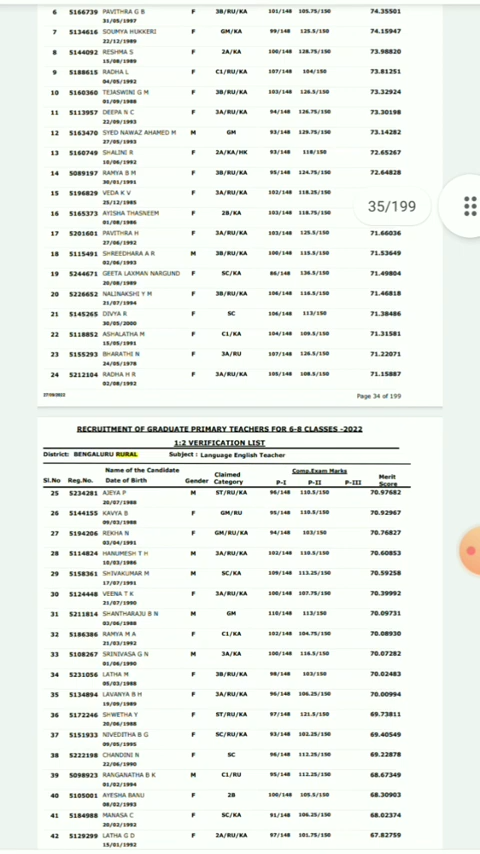 6 5166739 PAVITHRA G B F 3B/RU/KA 101/148 105.75/150 74.35501
31/05/1997
7 5134616 SOUMYA HUKKERI F GM/KA 99/148 125.5/150 74.15947
22/12/1989
8 5144092 RESHMA S F 2A/KA 100/148 128.75/150 73.98820
15/08/1989
9 5188615 RADHA L F C1/RU/KA 107/148 104/150 73.81251
04/05/1992
10 5160360 TEJASWINI G M F 3B/RU/KA 103/148 126.5/150 73.32924
01/09/1988
11 5113957 DEEPA N C F 3A/RU/KA 94/148 126.75/150 73.30198
22/09/1993
12 5163470 SYED NAWAZ AHAMED M M GM 93/148 129.75/150 73.14282
27/05/1993
13 5160749 SHALINI R F 2A/KA/HK 93/148 118/150 72.65267
10/06/1992
14 5089197 RAMYA B M F 3B/RU/KA 95/148 124.75/150 72.64828
30/01/1991
15 5196829 VEDA K V F 3A/RU/KA 102/148 118.25/150
25/12/1985
35/199
16 5165373 AYISHA THASNEEM F 2B/KA 103/148 118.75/150
01/08/1986
17 5201601 PAVITHRA H F 3A/RU/KA 103/148 125.5/150 71.66036
27/06/1992
18 5115491 SHREEDHARA A R M 3B/RU/KA 100/148 115.5/150 71.53649
02/06/1993
19 5244671 GEETA LAXMAN NARGUND F SC/KA 86/148 136.5/150 71.49804
20/08/1989
20 5226652 NALINAKSHI Y M F 3B/RU/KA 106/148 116.5/150 71.46818
21/07/1994
21 5145265 DIVYA R F SC 106/148 113/150 71.38486
30/05/2000
22 5118852 ASHALATHA M F C1/KA 104/148 109.5/150 71.31581
15/05/1991
23 5155293 BHARATHI N F 3A/RU 107/148 126.5/150 71.22071
24/05/1978
24 5212104 RADHA H R F 3A/RU/KA 105/148 108.5/150 71.15887
02/08/1992
27/09/2022 Page 34 of 199
RECRUITMENT OF GRADUATE PRIMARY TEACHERS FOR 6-8 CLASSES -2022
1:2 VERIFICATION LIST
District: BENGALURU RURAL Subject : Language English Teacher
Sl.No Reg.No. Name of the Candidate Date of Birth Gender Claimed Category Comp.Exam Marks P-I P-II P-III Merit Score
25 5234281 AJEYA P M ST/RU/KA 96/148 110.5/150 70.97682
20/07/1988
26 5144155 KAVYA B F GM/RU 95/148 110.5/150 70.92967
09/03/1988
27 5194206 REKHA N F GM/RU/KA 94/148 103/150 70.76827
03/04/1991
28 5114824 HANUMESH T H M 3A/RU/KA 102/148 110.5/150 70.60853
10/03/1986
29 5158361 SHIVAKUMAR M M SC/KA 109/148 113.25/150 70.59258
17/07/1991
30 5124448 VEENA T K F 3A/RU/KA 100/148 107.75/150 70.39992
21/07/1990
31 5211814 SHANTHARAJU B N M GM 110/148 113/150 70.09731
03/06/1988
32 5186386 RAMYA M A F C1/KA 102/148 104.75/150 70.08930
21/03/1992
33 5108267 SRINIVASA G N M 3A/KA 100/148 116.5/150 70.07282
01/06/1990
34 5231056 LATHA M F 3B/RU/KA 98/148 103/150 70.02483
05/03/1988
35 5134894 LAVANYA B H F 3A/RU/KA 96/148 106.25/150 70.00994
19/09/1989
36 5172246 SHWETHA Y F ST/RU/KA 97/148 121.5/150 69.73811
20/06/1988
37 5151933 NIVEDITHA B G F SC/RU/KA 93/148 102.25/150 69.40549
09/05/1995
38 5222198 CHANDINI N F SC 96/148 112.25/150 69.22878
22/06/1990
39 5098923 RANGANATHA B K M C1/RU 95/148 112.25/150 68.67349
01/02/1994
40 5105001 AYESHA BANU F 2B 100/148 105.5/150 68.30903
08/02/1993
41 5184988 MANASA C F SC/KA 91/148 106.25/150 68.02374
20/02/1992
42 5129299 LATHA G D F 2A/RU/KA 97/148 101.75/150 67.82759
15/01/1992